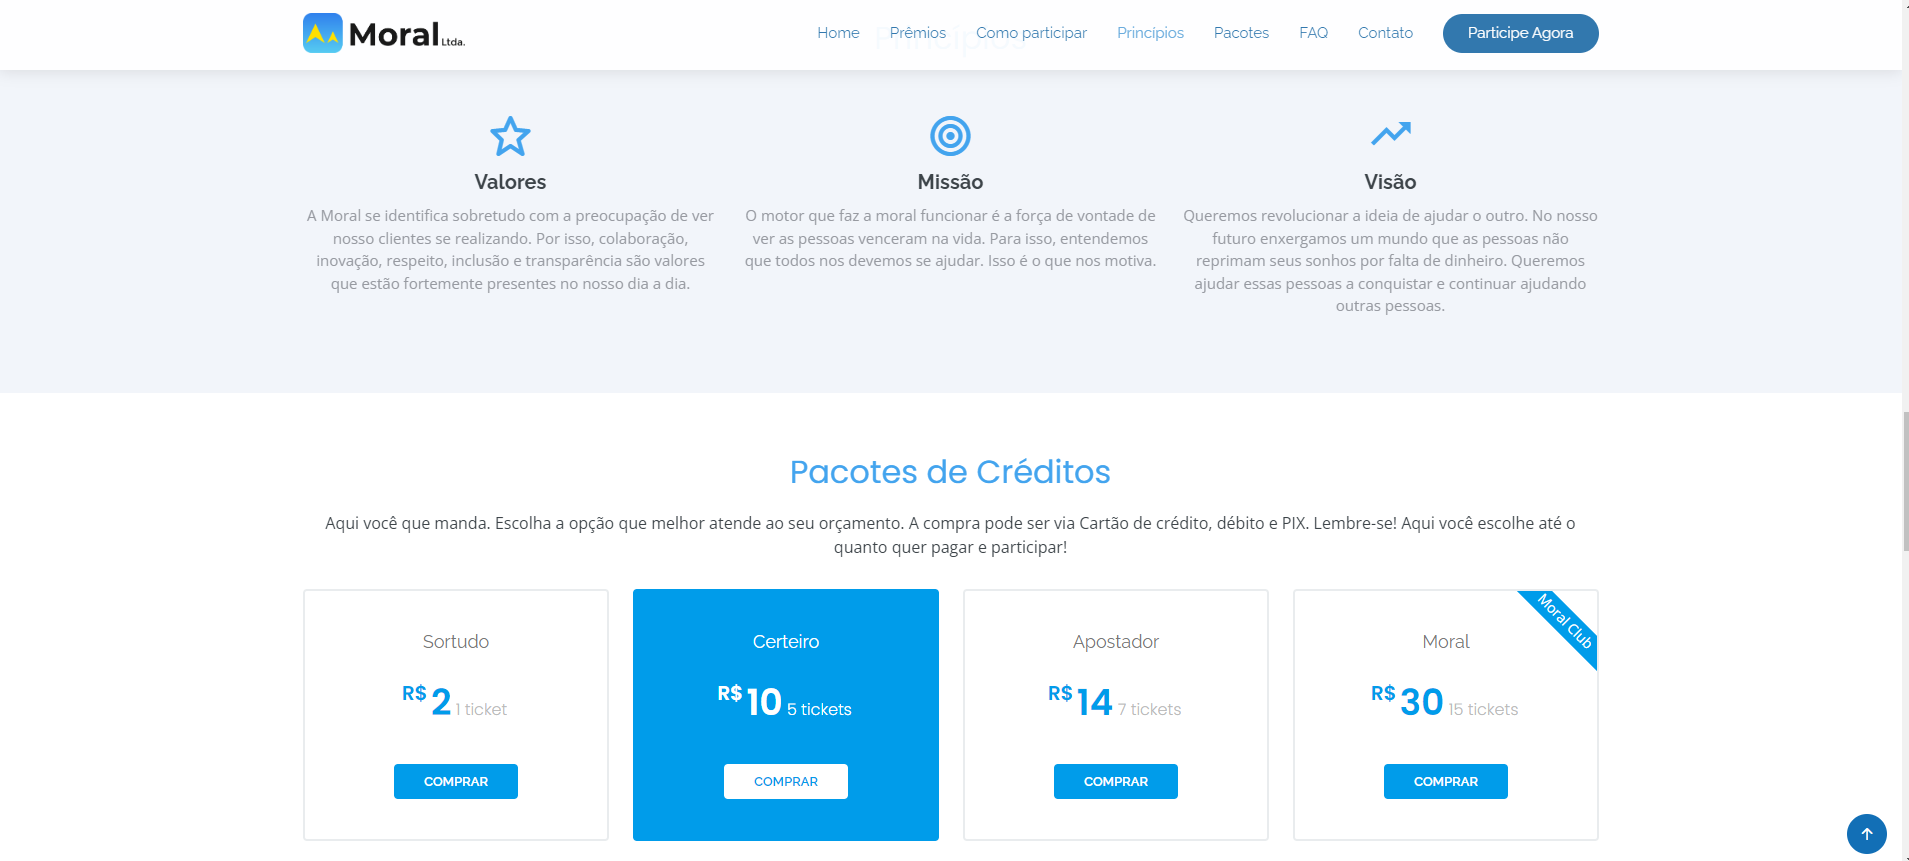 Moral Ltda.
Home Prêmios Como participar Princípios Pacotes FAQ Contato Participe Agora
Princípios
Valores
A Moral se identifica sobretudo com a preocupação de ver
nosso clientes se realizando. Por isso, colaboração,
inovação, respeito, inclusão e transparência são valores
que estão fortemente presentes no nosso dia a dia.
Missão
O motor que faz a moral funcionar é a força de vontade de
ver as pessoas venceram na vida. Para isso, entendemos
que todos nos devemos se ajudar. Isso é o que nos motiva.
Visão
Queremos revolucionar a ideia de ajudar o outro. No nosso
futuro enxergamos um mundo que as pessoas não
reprimam seus sonhos por falta de dinheiro. Queremos
ajudar essas pessoas a conquistar e continuar ajudando
outras pessoas.
Pacotes de Créditos
Aqui você que manda. Escolha a opção que melhor atende ao seu orçamento. A compra pode ser via Cartão de crédito, débito e PIX. Lembre-se! Aqui você escolhe até o
quanto quer pagar e participar!
Sortudo
R$ 2 1 ticket
COMPRAR
Certeiro
R$ 10 5 tickets
COMPRAR
Apostador
R$ 14 7 tickets
COMPRAR
Moral Club
Moral
R$ 30 15 tickets
COMPRAR